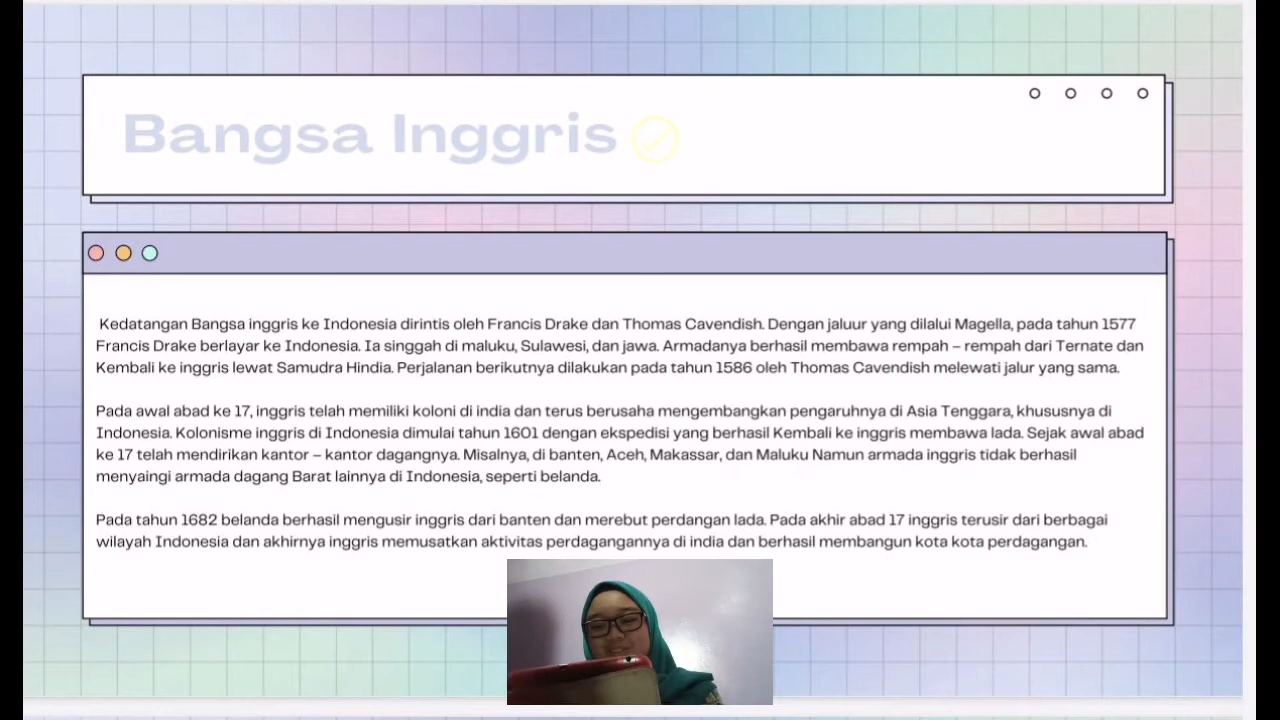 Bangsa Inggris
Kedatangan Bangsa inggris ke Indonesia dirintis oleh Francis Drake dan Thomas Cavendish. Dengan jaluur yang dilalui Magella, pada tahun 1577
Francis Drake berlayar ke Indonesia. Ia singgah di maluku, Sulawesi, dan jawa. Armadanya berhasil membawa rempah – rempah dari Ternate dan
Kembali ke inggris lewat Samudra Hindia. Perjalanan berikutnya dilakukan pada tahun 1586 oleh Thomas Cavendish melewati jalur yang sama.
Pada awal abad ke 17, inggris telah memiliki koloni di india dan terus berusaha mengembangkan pengaruhnya di Asia Tenggara, khususnya di
Indonesia. Kolonisme inggris di Indonesia dimulai tahun 1601 dengan ekspedisi yang berhasil Kembali ke inggris membawa lada. Sejak awal abad
ke 17 telah mendirikan kantor – kantor dagangnya. Misalnya, di banten, Aceh, Makassar, dan Maluku Namun armada inggris tidak berhasil
menyaingi armada dagang Barat lainnya di Indonesia, seperti belanda.
Pada tahun 1682 belanda berhasil mengusir inggris dari banten dan merebut perdangan lada. Pada akhir abad 17 inggris terusir dari berbagai
wilayah Indonesia dan akhirnya inggris memusatkan aktivitas perdagangannya di india dan berhasil membangun kota kota perdagangan.